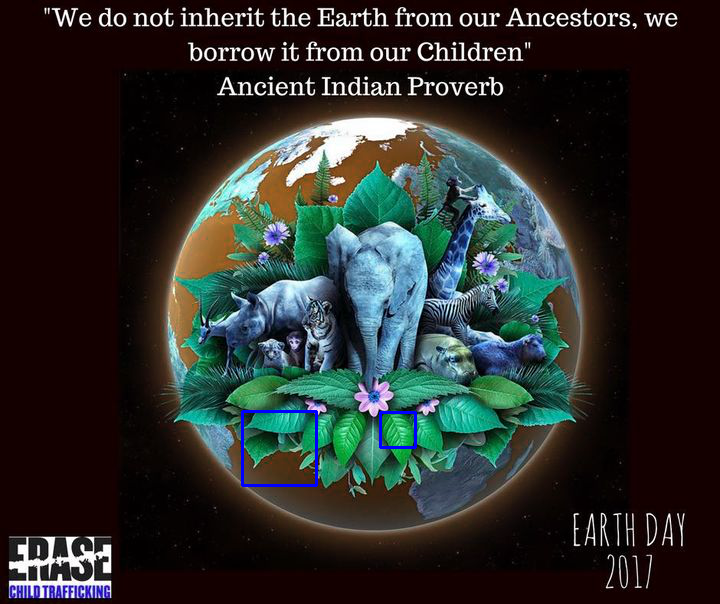 "We do not inherit the Earth from our Ancestors, we
borrow it from our Children"
Ancient Indian Proverb
EARTH DAY
2017
ERASE
CHILD TRAFFICKING